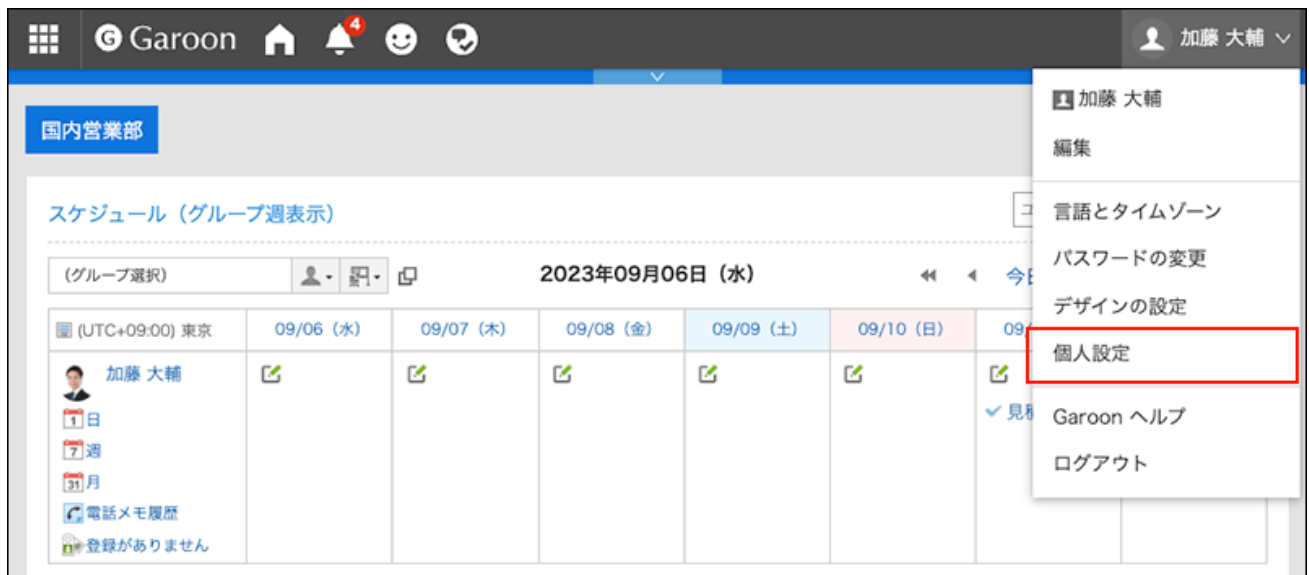 Garoon
4
加藤 大輔
加藤 大輔
編集
言語とタイムゾーン
パスワードの変更
デザインの設定
個人設定
Garoon ヘルプ
ログアウト
国内営業部
スケジュール（グループ週表示）
(グループ選択)
2023年09月06日（水）
今
(UTC+09:00) 東京
09/06（水）
09/07（木）
09/08（金）
09/09（土）
09/10（日）
09/
加藤 大輔
1 日
7 週
31 月
電話メモ履歴
登録がありません
見